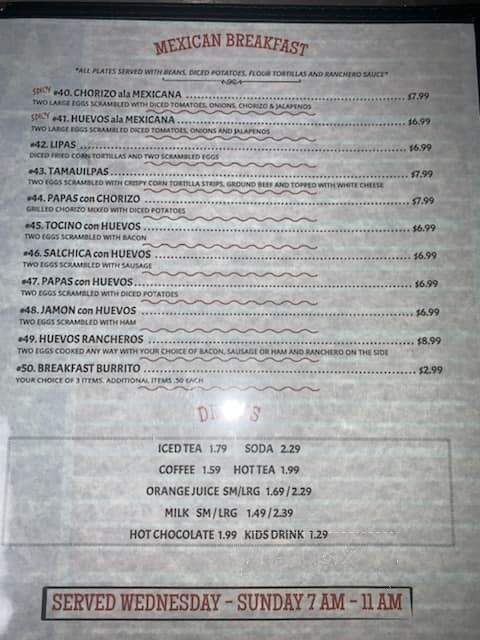 MEXICAN BREAKFAST
*ALL PLATES SERVED WITH BEANS, DICED POTATOES, FLOUR TORTILLAS AND RANCHERO SAUCE*
SPICY #40. CHORIZO ala MEXICANA $7.99
TWO LARGE EGGS SCRAMBLED WITH DICED TOMATOES, ONIONS, CHORIZO & JALAPENOS
SPICY #41. HUEVOS ala MEXICANA $6.99
TWO LARGE EGGS SCRAMBLED DICED TOMATOES, ONIONS AND JALAPENOS
#42. LIPAS $6.99
DICED FRIED CORN TORTILLAS AND TWO SCRAMBLED EGGS
#43. TAMAUILPAS $7.99
TWO EGGS SCRAMBLED WITH CRISPY CORN TORTILLA STRIPS, GROUND BEEF AND TOPPED WITH WHITE CHEESE
#44. PAPAS con CHORIZO $7.99
GRILLED CHORIZO MIXED WITH DICED POTATOES
#45. TOCINO con HUEVOS $6.99
TWO EGGS SCRAMBLED WITH BACON
#46. SALCHICA con HUEVOS $6.99
TWO EGGS SCRAMBLED WITH SAUSAGE
#47. PAPAS con HUEVOS $6.99
TWO EGGS SCRAMBLED WITH DICED POTATOES
#48. JAMON con HUEVOS $6.99
TWO EGGS SCRAMBLED WITH HAM
#49. HUEVOS RANCHEROS $8.99
TWO EGGS COOKED ANY WAY WITH YOUR CHOICE OF BACON, SAUSAGE OR HAM AND RANCHERO ON THE SIDE
#50. BREAKFAST BURRITO $2.99
YOUR CHOICE OF 3 ITEMS. ADDITIONAL ITEMS .50 EACH
DRINKS
ICED TEA 1.79 SODA 2.29
COFFEE 1.59 HOT TEA 1.99
ORANGE JUICE SM/LRG 1.69 / 2.29
MILK SM / LRG 1.49 / 2.39
HOT CHOCOLATE 1.99 KIDS DRINK 1.29
SERVED WEDNESDAY - SUNDAY 7 AM - 11 AM